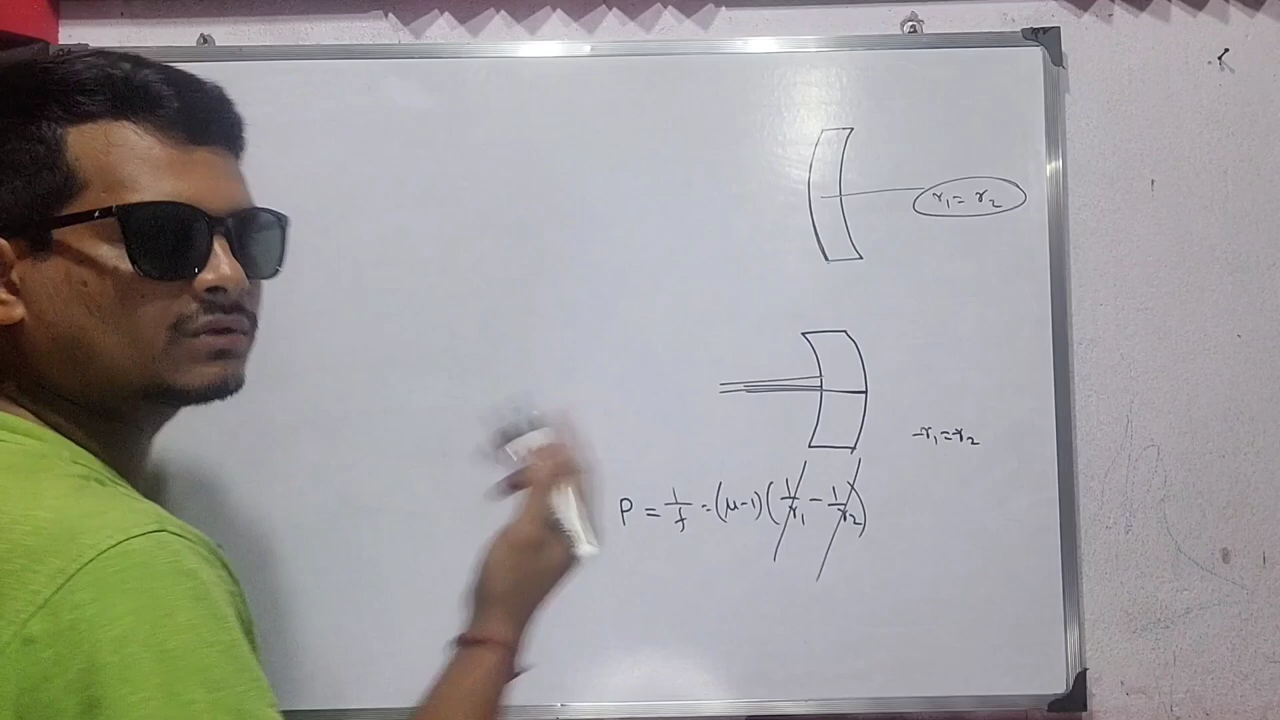 r₁ = r₂
-r₁ = -r₂
P = 1/f = (μ-1)(1/r₁ - 1/r₂)